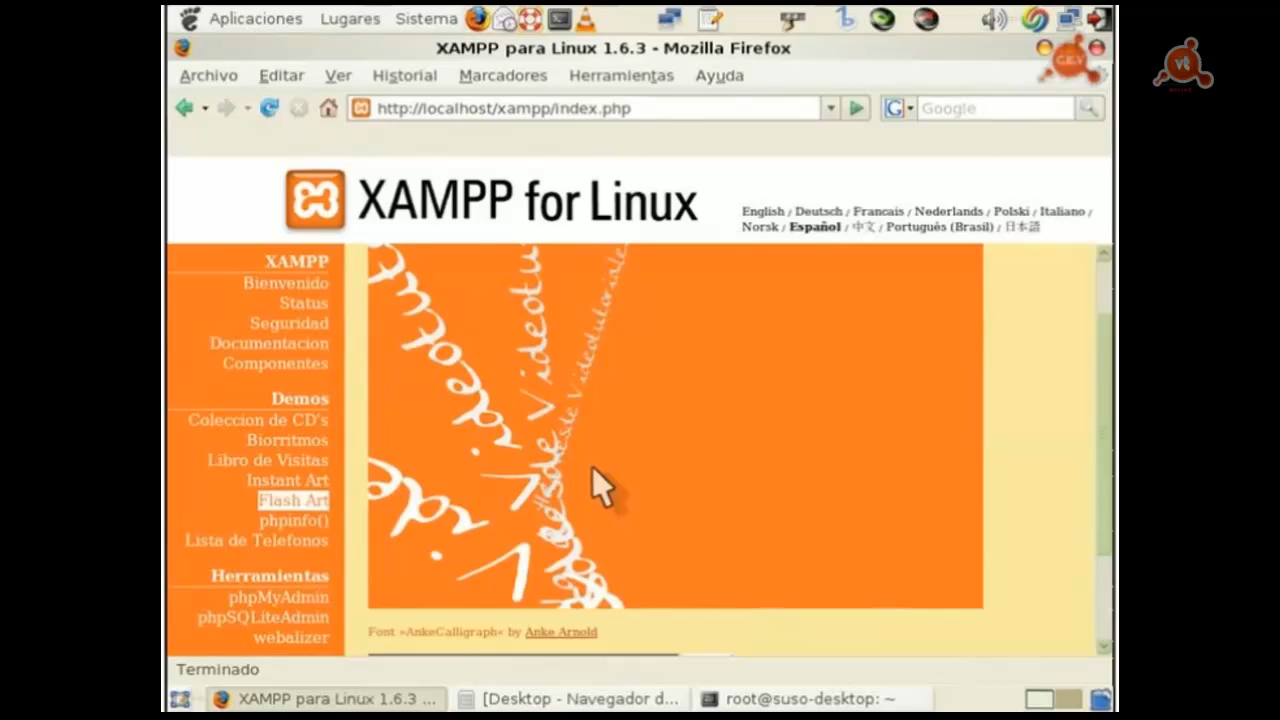 Aplicaciones Lugares Sistema
XAMPP para Linux 1.6.3 - Mozilla Firefox
C.E.V
vt
Archivo Editar Ver Historial Marcadores Herramientas Ayuda
http://localhost/xampp/index.php
G Google
XAMPP for Linux
English / Deutsch / Francais / Nederlands / Polski / Italiano /
Norsk / Español / 中文 / Português (Brasil) / 日本語
XAMPP
Bienvenido
Status
Seguridad
Documentacion
Componentes
Demos
Coleccion de CD's
Biorritmos
Libro de Visitas
Instant Art
Flash Art
phpinfo()
Lista de Telefonos
Herramientas
phpMyAdmin
phpSQLiteAdmin
webalizer
desde Videotutoriale
Font »AnkeCalligraph« by Anke Arnold
Terminado
XAMPP para Linux 1.6.3 ...
[Desktop - Navegador d...
root@suso-desktop: ~